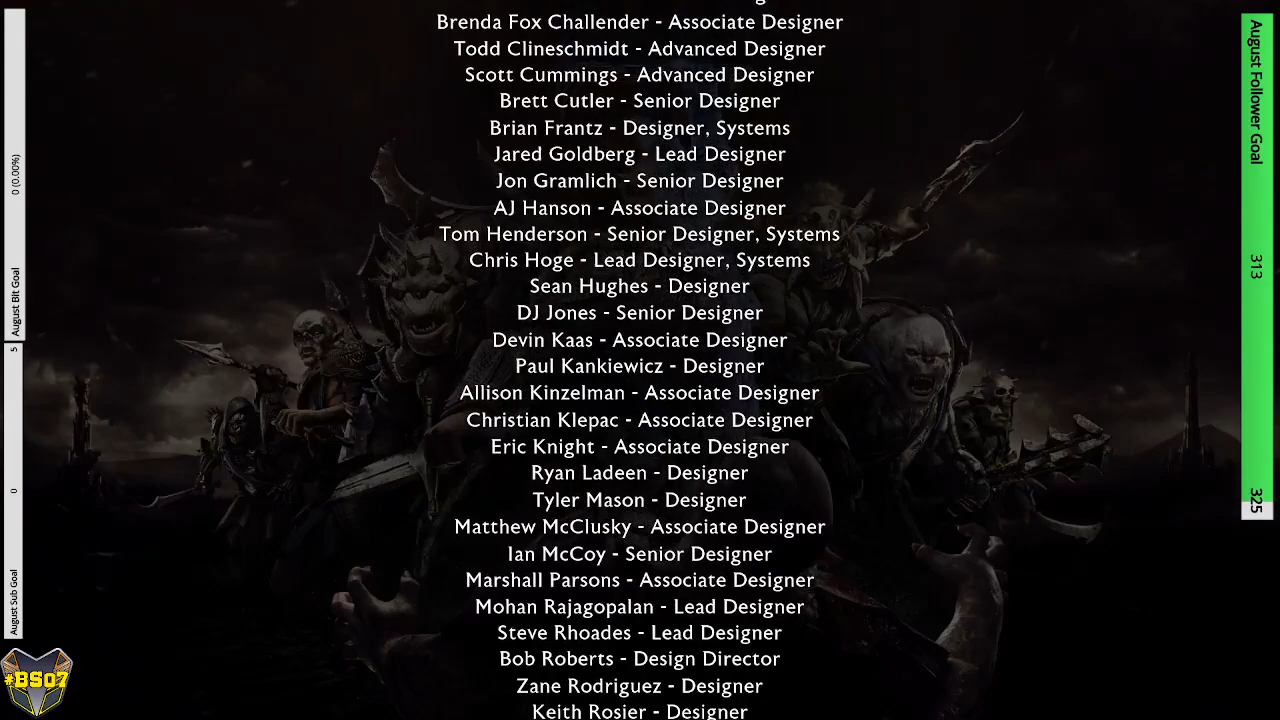 Brenda Fox Challender - Associate Designer
Todd Clineschmidt - Advanced Designer
Scott Cummings - Advanced Designer
Brett Cutler - Senior Designer
Brian Frantz - Designer, Systems
Jared Goldberg - Lead Designer
Jon Gramlich - Senior Designer
AJ Hanson - Associate Designer
Tom Henderson - Senior Designer, Systems
Chris Hoge - Lead Designer, Systems
Sean Hughes - Designer
DJ Jones - Senior Designer
Devin Kaas - Associate Designer
Paul Kankiewicz - Designer
Allison Kinzelman - Associate Designer
Christian Klepac - Associate Designer
Eric Knight - Associate Designer
Ryan Ladeen - Designer
Tyler Mason - Designer
Matthew McClusky - Associate Designer
Ian McCoy - Senior Designer
Marshall Parsons - Associate Designer
Mohan Rajagopalan - Lead Designer
Steve Rhoades - Lead Designer
Bob Roberts - Design Director
Zane Rodriguez - Designer
Keith Rosier - Designer
August Bit Goal 0 (0.00%)
August Sub Goal 0 5
August Follower Goal 313 325
#BS07